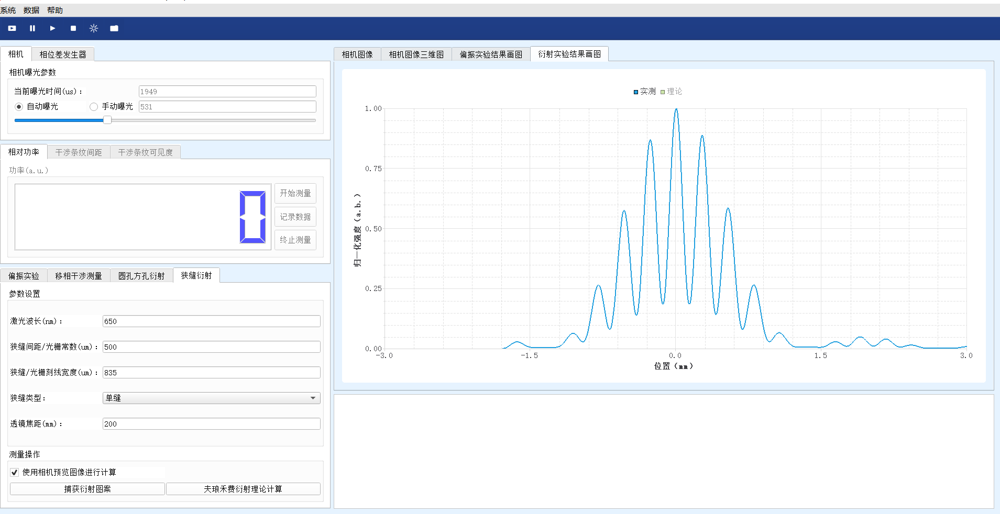 系统 数据 帮助
相机 相位差发生器
相机曝光参数
当前曝光时间(us)： 1949
自动曝光 手动曝光 531
相对功率 干涉条纹间距 干涉条纹可见度
功率(a.u.)
0
开始测量
记录数据
终止测量
偏振实验 移相干涉测量 圆孔方孔衍射 狭缝衍射
参数设置
激光波长(nm)： 650
狭缝间距/光栅常数(um)： 500
狭缝/光栅刻线宽度(um)： 835
狭缝类型： 单缝
透镜焦距(mm)： 200
测量操作
使用相机预览图像进行计算
捕获衍射图案 夫琅禾费衍射理论计算
相机图像 相机图像三维图 偏振实验结果画图 衍射实验结果画图
实测 理论
1.00
0.75
0.50
0.25
0.00
归一化强度（a.b.）
-3.0 -1.5 0.0 1.5 3.0
位置（mm）